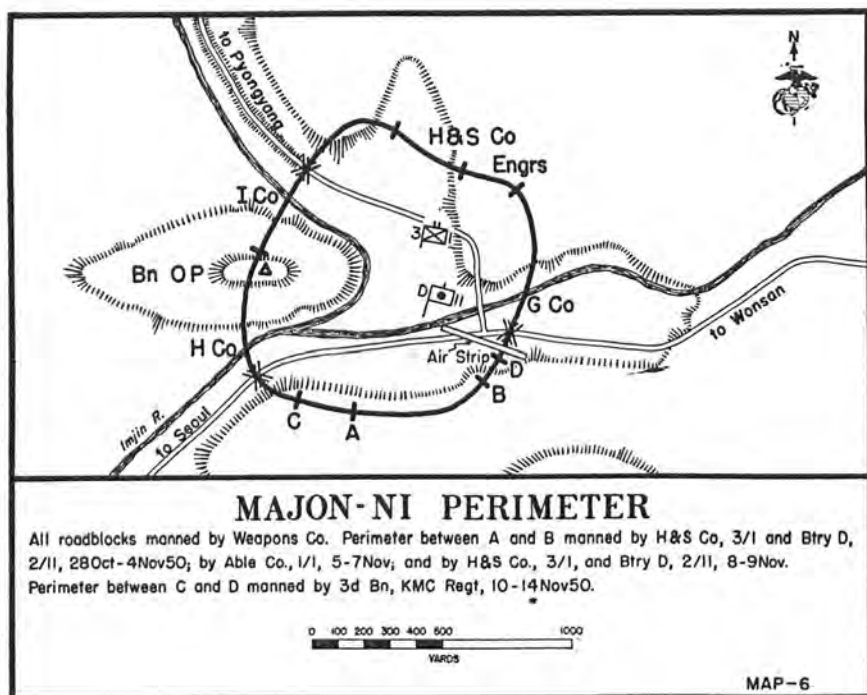 N
to Pyongyang
H&S Co
Engrs
I Co
3
Bn OP
D
G Co
to Wonsan
H Co
Air Strip
D
B
C
A
Imjin R.
to Seoul
MAJON-NI PERIMETER
All roadblocks manned by Weapons Co. Perimeter between A and B manned by H&S Co, 3/1 and Btry D,
2/11, 28Oct-4Nov50; by Able Co., 1/1, 5-7Nov; and by H&S Co., 3/1, and Btry D, 2/11, 8-9Nov.
Perimeter between C and D manned by 3d Bn, KMC Regt, 10-14Nov50.
0 100 200 300 400 500 1000
YARDS
MAP-6